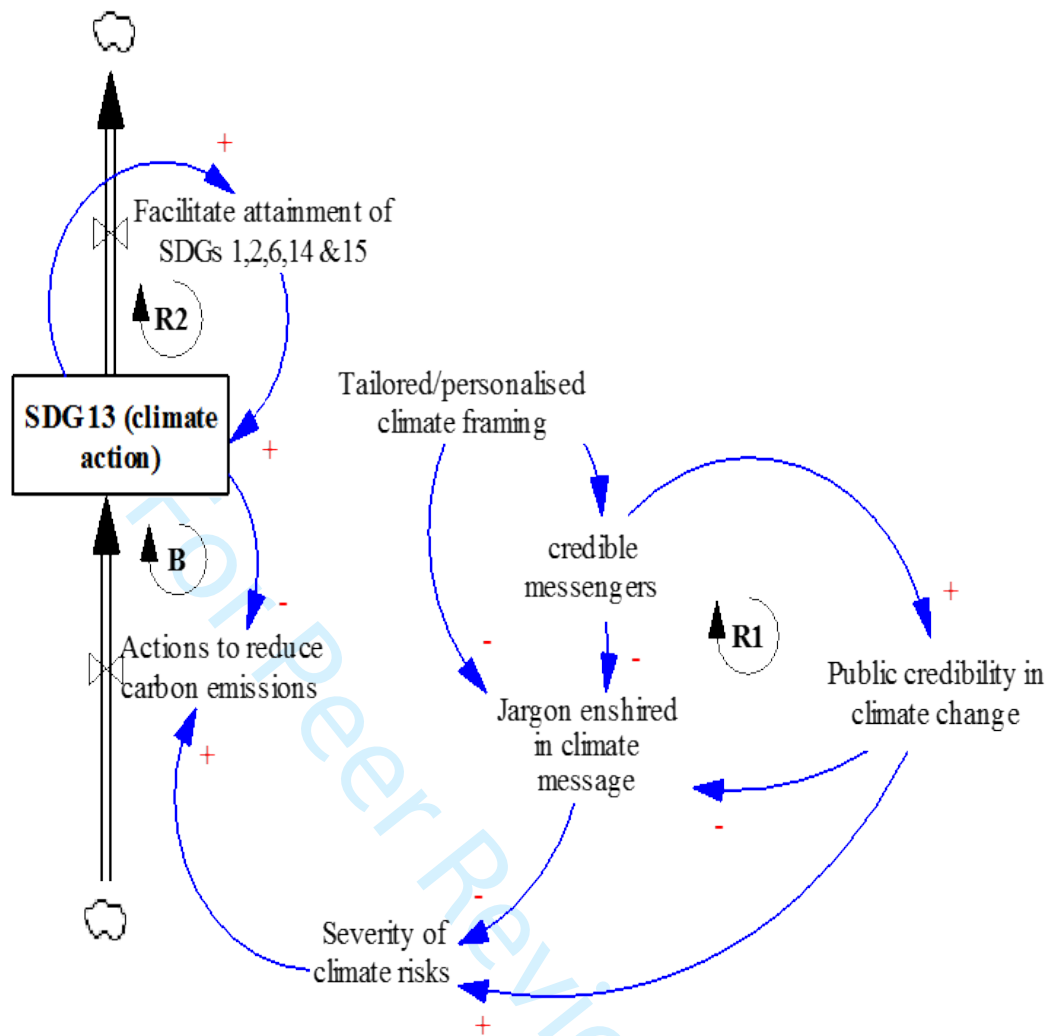 +
Facilitate attainment of
SDGs 1,2,6,14 &15
R2
SDG13 (climate
action)
+
Tailored/personalised
climate framing
B
-
Actions to reduce
carbon emissions
+
credible
messengers
-
-
R1
+
Public credibility in
climate change
Jargon enshired
in climate
message
-
-
Severity of
climate risks
+
For Peer Review